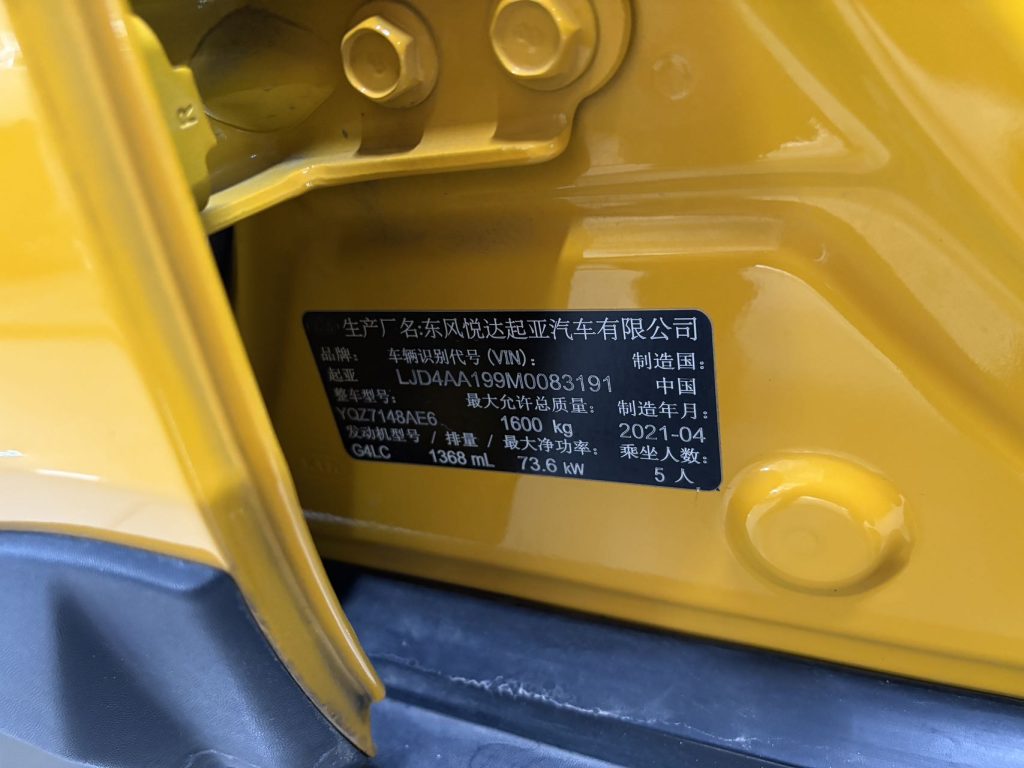 R
生产厂名:东风悦达起亚汽车有限公司
品牌: 车辆识别代号 (VIN): 制造国:
起亚 LJD4AA199M0083191 中国
整车型号: 最大允许总质量: 制造年月:
YQZ7148AE6 1600 kg 2021-04
发动机型号 / 排量 / 最大净功率: 乘坐人数:
G4LC 1368 mL 73.6 kW 5 人